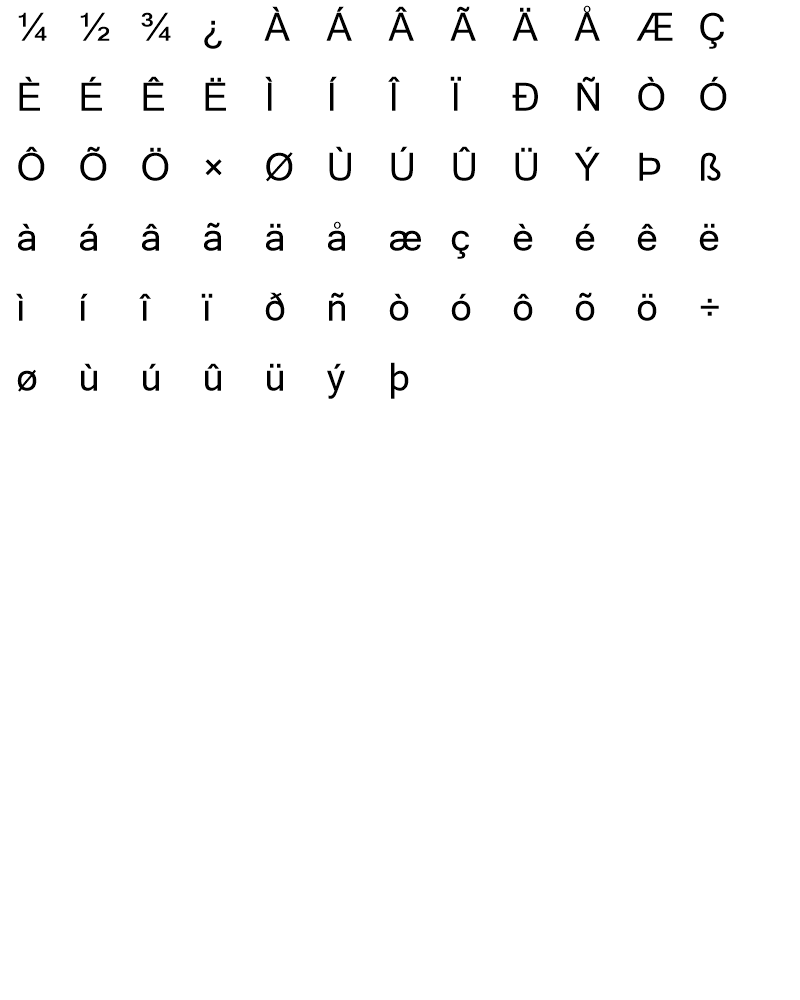 ¼ ½ ¾ ¿ À Á Â Ã Ä Å Æ Ç
È É Ê Ë Ì Í Î Ï Ð Ñ Ò Ó
Ô Õ Ö × Ø Ù Ú Û Ü Ý Þ ß
à á â ã ä å æ ç è é ê ë
ì í î ï ð ñ ò ó ô õ ö ÷
ø ù ú û ü ý þ